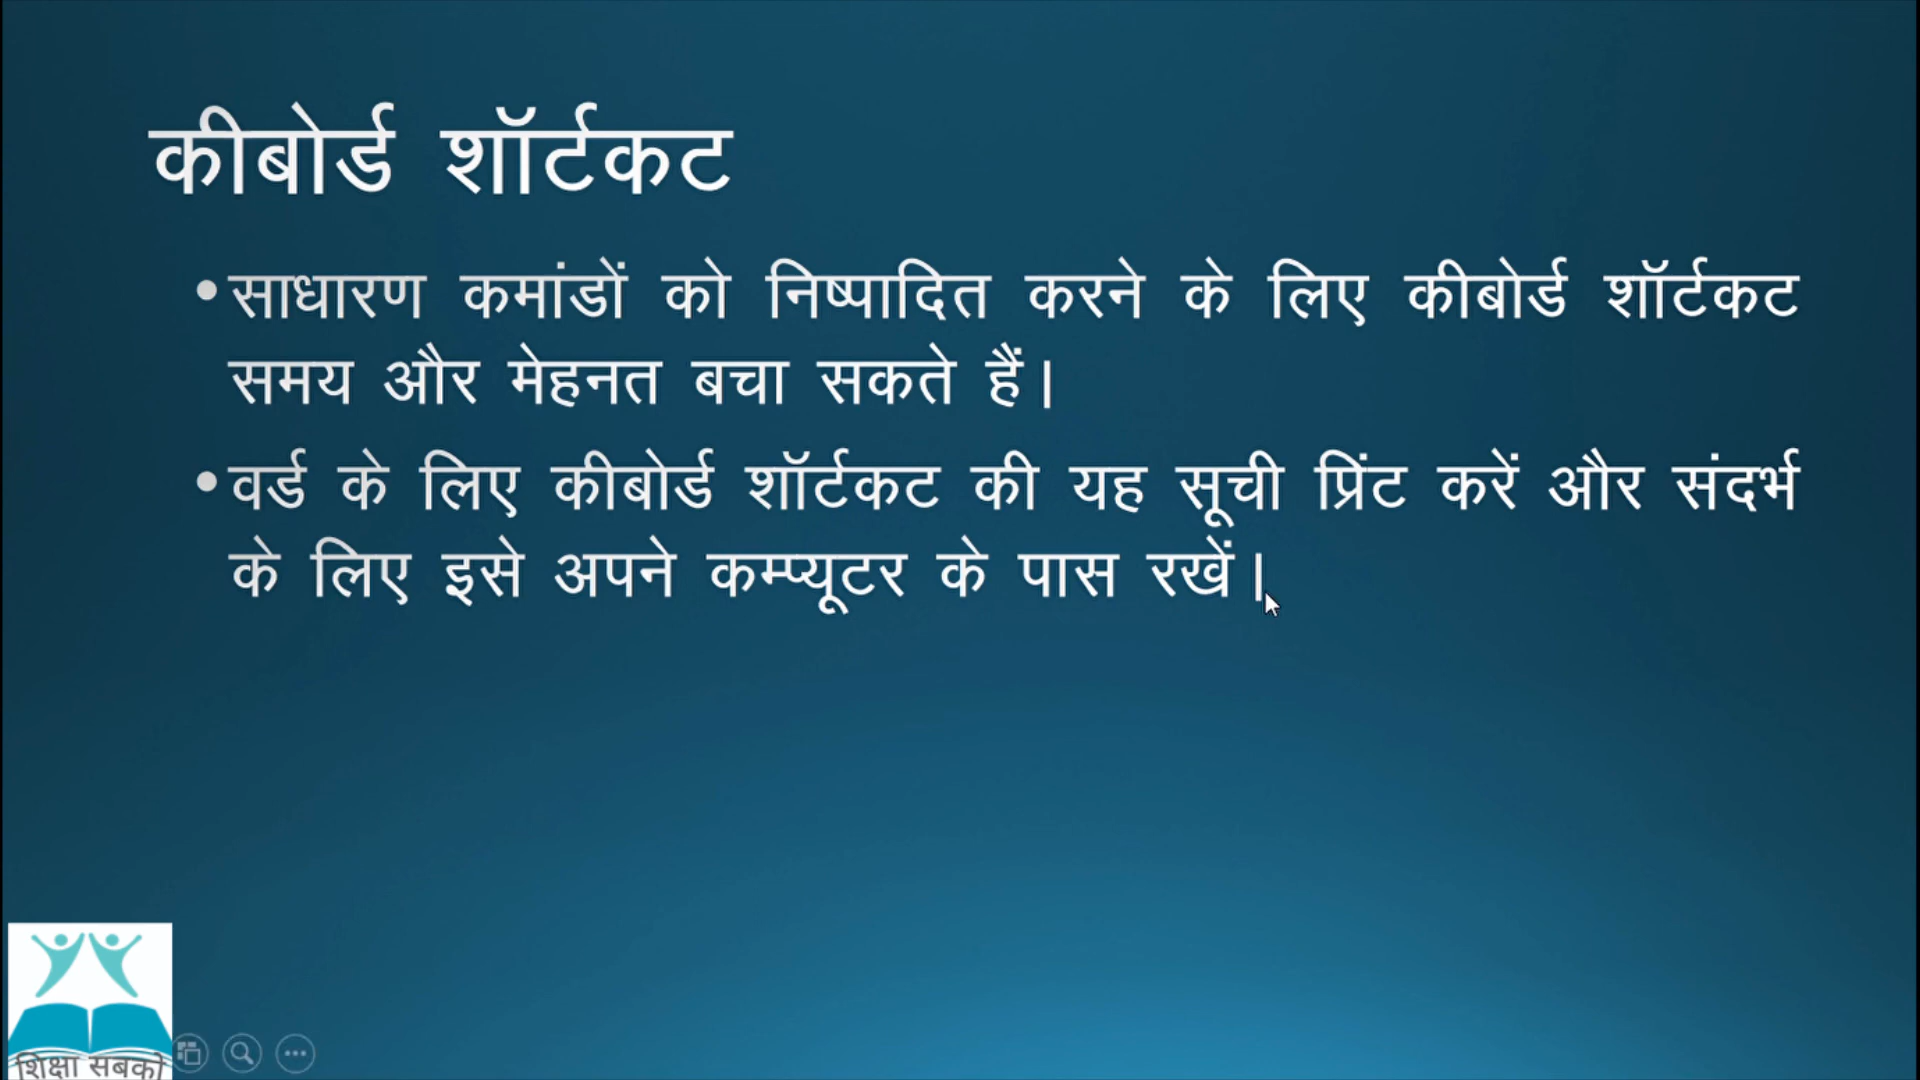 कीबोर्ड शॉर्टकट
•साधारण कमांडों को निष्पादित करने के लिए कीबोर्ड शॉर्टकट
समय और मेहनत बचा सकते हैं।
•वर्ड के लिए कीबोर्ड शॉर्टकट की यह सूची प्रिंट करें और संदर्भ
के लिए इसे अपने कम्प्यूटर के पास रखें।
शिक्षा सबको